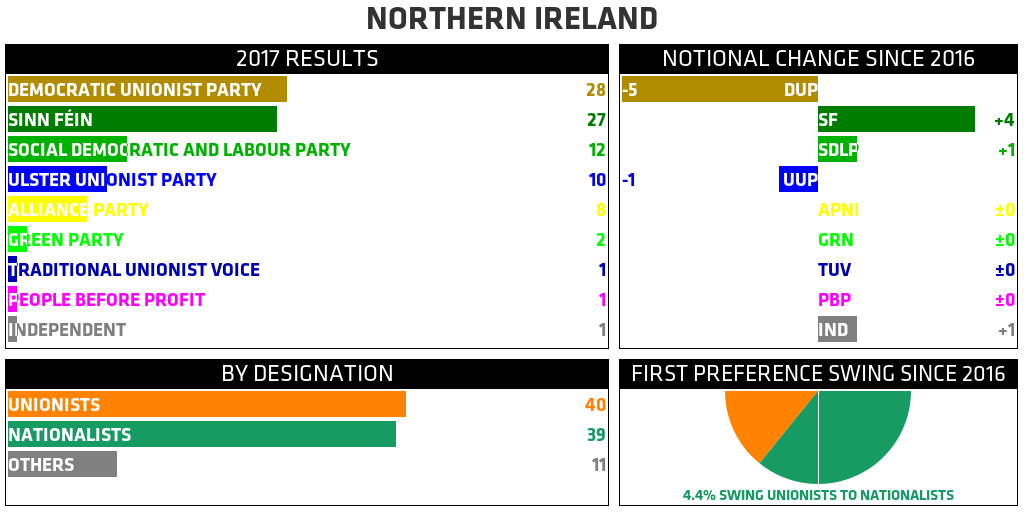 NORTHERN IRELAND
2017 RESULTS
DEMOCRATIC UNIONIST PARTY 28
SINN FÉIN 27
SOCIAL DEMOCRATIC AND LABOUR PARTY 12
ULSTER UNIONIST PARTY 10
ALLIANCE PARTY 8
GREEN PARTY 2
TRADITIONAL UNIONIST VOICE 1
PEOPLE BEFORE PROFIT 1
INDEPENDENT 1
NOTIONAL CHANGE SINCE 2016
-5 DUP
SF +4
SDLP +1
-1 UUP
APNI ±0
GRN ±0
TUV ±0
PBP ±0
IND +1
BY DESIGNATION
UNIONISTS 40
NATIONALISTS 39
OTHERS 11
FIRST PREFERENCE SWING SINCE 2016
4.4% SWING UNIONISTS TO NATIONALISTS